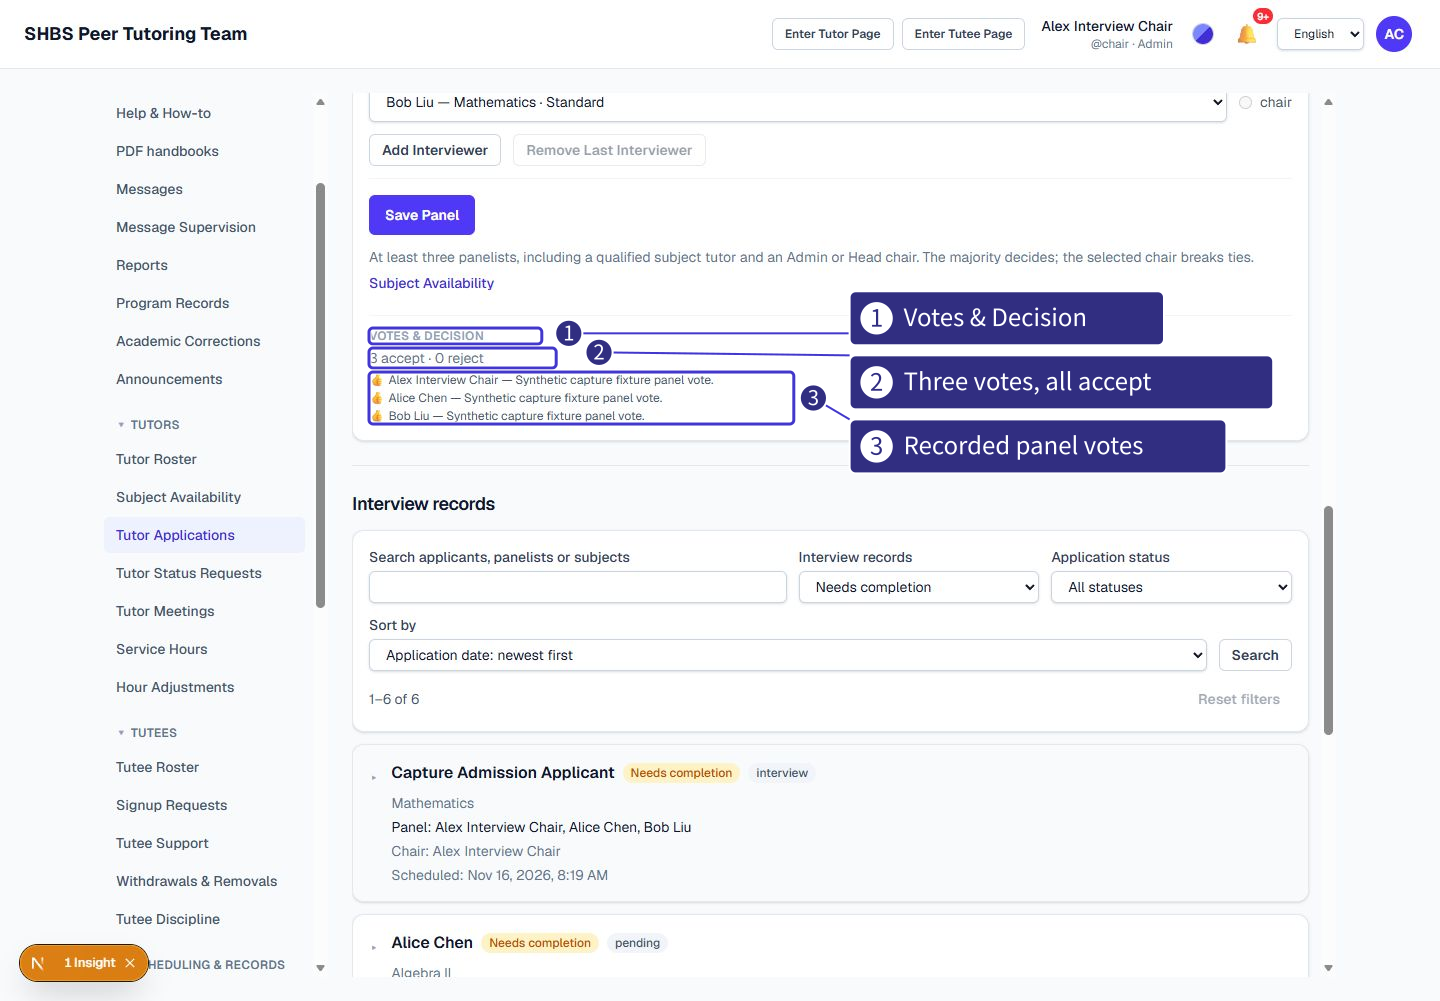 SHBS Peer Tutoring Team
Enter Tutor Page
Enter Tutee Page
Alex Interview Chair
@chair · Admin
9+
English
AC
Help & How-to
PDF handbooks
Messages
Message Supervision
Reports
Program Records
Academic Corrections
Announcements
TUTORS
Tutor Roster
Subject Availability
Tutor Applications
Tutor Status Requests
Tutor Meetings
Service Hours
Hour Adjustments
TUTEES
Tutee Roster
Signup Requests
Tutee Support
Withdrawals & Removals
Tutee Discipline
HEDULING & RECORDS
1 Insight
Bob Liu — Mathematics · Standard
chair
Add Interviewer
Remove Last Interviewer
Save Panel
At least three panelists, including a qualified subject tutor and an Admin or Head chair. The majority decides; the selected chair breaks ties.
Subject Availability
VOTES & DECISION
1
1 Votes & Decision
3 accept · 0 reject
2
2 Three votes, all accept
👍 Alex Interview Chair — Synthetic capture fixture panel vote.
👍 Alice Chen — Synthetic capture fixture panel vote.
👍 Bob Liu — Synthetic capture fixture panel vote.
3
3 Recorded panel votes
Interview records
Search applicants, panelists or subjects
Interview records
Needs completion
Application status
All statuses
Sort by
Application date: newest first
Search
1–6 of 6
Reset filters
Capture Admission Applicant
Needs completion
interview
Mathematics
Panel: Alex Interview Chair, Alice Chen, Bob Liu
Chair: Alex Interview Chair
Scheduled: Nov 16, 2026, 8:19 AM
Alice Chen
Needs completion
pending
Algebra II